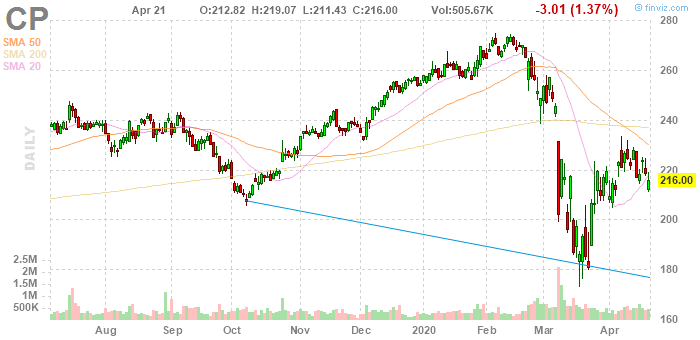 CP Apr 21 O:212.82 H:219.07 L:211.43 C:216.00 Vol:505.67K -3.01 (1.37%)
© finviz.com
SMA 50
SMA 200
SMA 20
DAILY
280
260
240
220
216.00
200
180
160
2.5M
2M
1.5M
1M
500K
Aug Sep Oct Nov Dec 2020 Feb Mar Apr